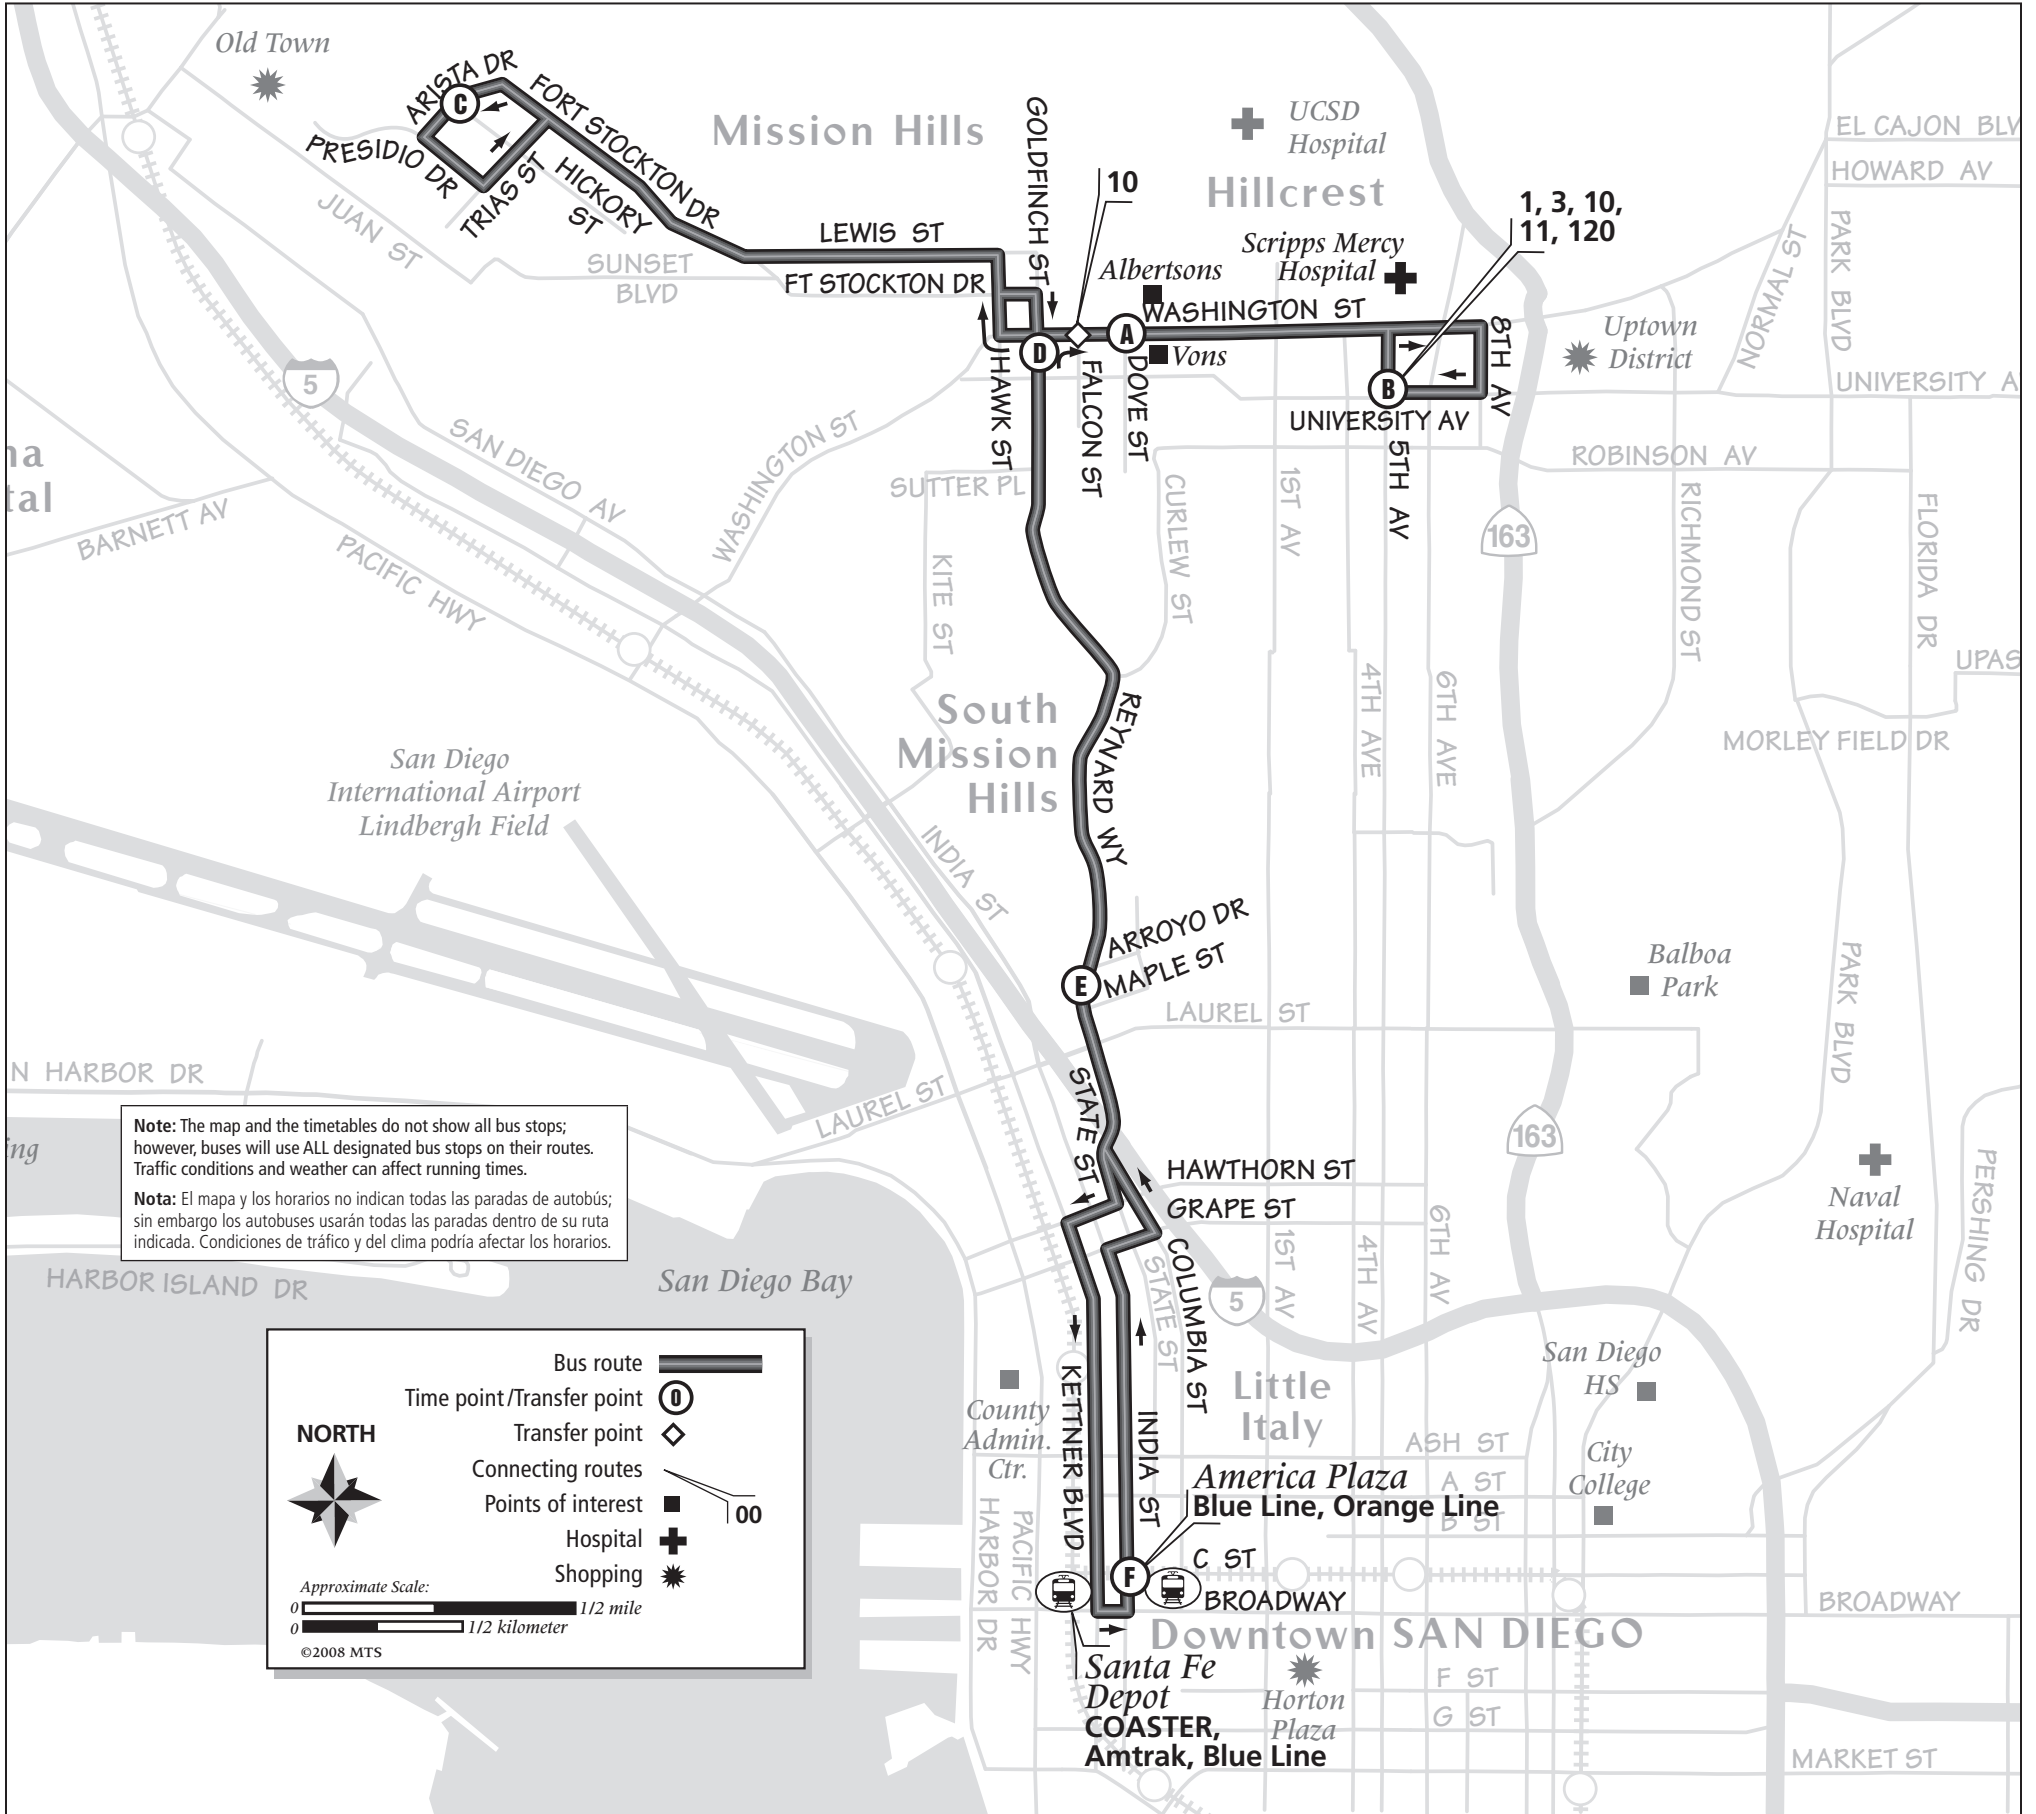 Old Town
ARISTA DR
C
FORT STOCKTON DR
PRESIDIO DR
TRIAS ST
HICKORY
ST
JUAN ST
Mission Hills
GOLDFINCH ST
10
UCSD
Hospital
Hillcrest
1, 3, 10,
11, 120
EL CAJON BLV
HOWARD AV
PARK BLVD
NORMAL ST
LEWIS ST
SUNSET
BLVD
FT STOCKTON DR
Albertsons
Scripps Mercy
Hospital
WASHINGTON ST
8TH AV
Uptown
District
D
A
Vons
B
UNIVERSITY AV
UNIVERSITY A
5
HAWK ST
FALCON ST
DOVE ST
5TH AV
ROBINSON AV
SAN DIEGO AV
WASHINGTON ST
SUTTER PL
CURLEW ST
1ST AV
163
RICHMOND ST
FLORIDA DR
na
tal
BARNETT AV
PACIFIC HWY
KITE ST
UPAS
4TH AVE
6TH AVE
South
Mission
Hills
REYNARD WY
MORLEY FIELD DR
San Diego
International Airport
Lindbergh Field
INDIA ST
ARROYO DR
E
MAPLE ST
LAUREL ST
Balboa
Park
PARK BLVD
N HARBOR DR
LAUREL ST
STATE ST
163
ing
Note: The map and the timetables do not show all bus stops;
however, buses will use ALL designated bus stops on their routes.
Traffic conditions and weather can affect running times.
Nota: El mapa y los horarios no indican todas las paradas de autobús;
sin embargo los autobuses usarán todas las paradas dentro de su ruta
indicada. Condiciones de tráfico y del clima podría afectar los horarios.
HAWTHORN ST
GRAPE ST
Naval
Hospital
PERSHING DR
HARBOR ISLAND DR
San Diego Bay
COLUMBIA ST
STATE ST
5
1ST AV
4TH AV
6TH AV
Bus route
Time point/Transfer point
0
Transfer point
Connecting routes
00
Points of interest
Hospital
Shopping
NORTH
Approximate Scale:
0
1/2 mile
0
1/2 kilometer
©2008 MTS
County
Admin.
Ctr.
KETTNER BLVD
INDIA ST
Little
Italy
San Diego
HS
ASH ST
A ST
B ST
City
College
America Plaza
Blue Line, Orange Line
HARBOR DR
PACIFIC HWY
F
C ST
BROADWAY
BROADWAY
Downtown SAN DIEGO
Santa Fe
Depot
COASTER,
Amtrak, Blue Line
Horton
Plaza
F ST
G ST
MARKET ST